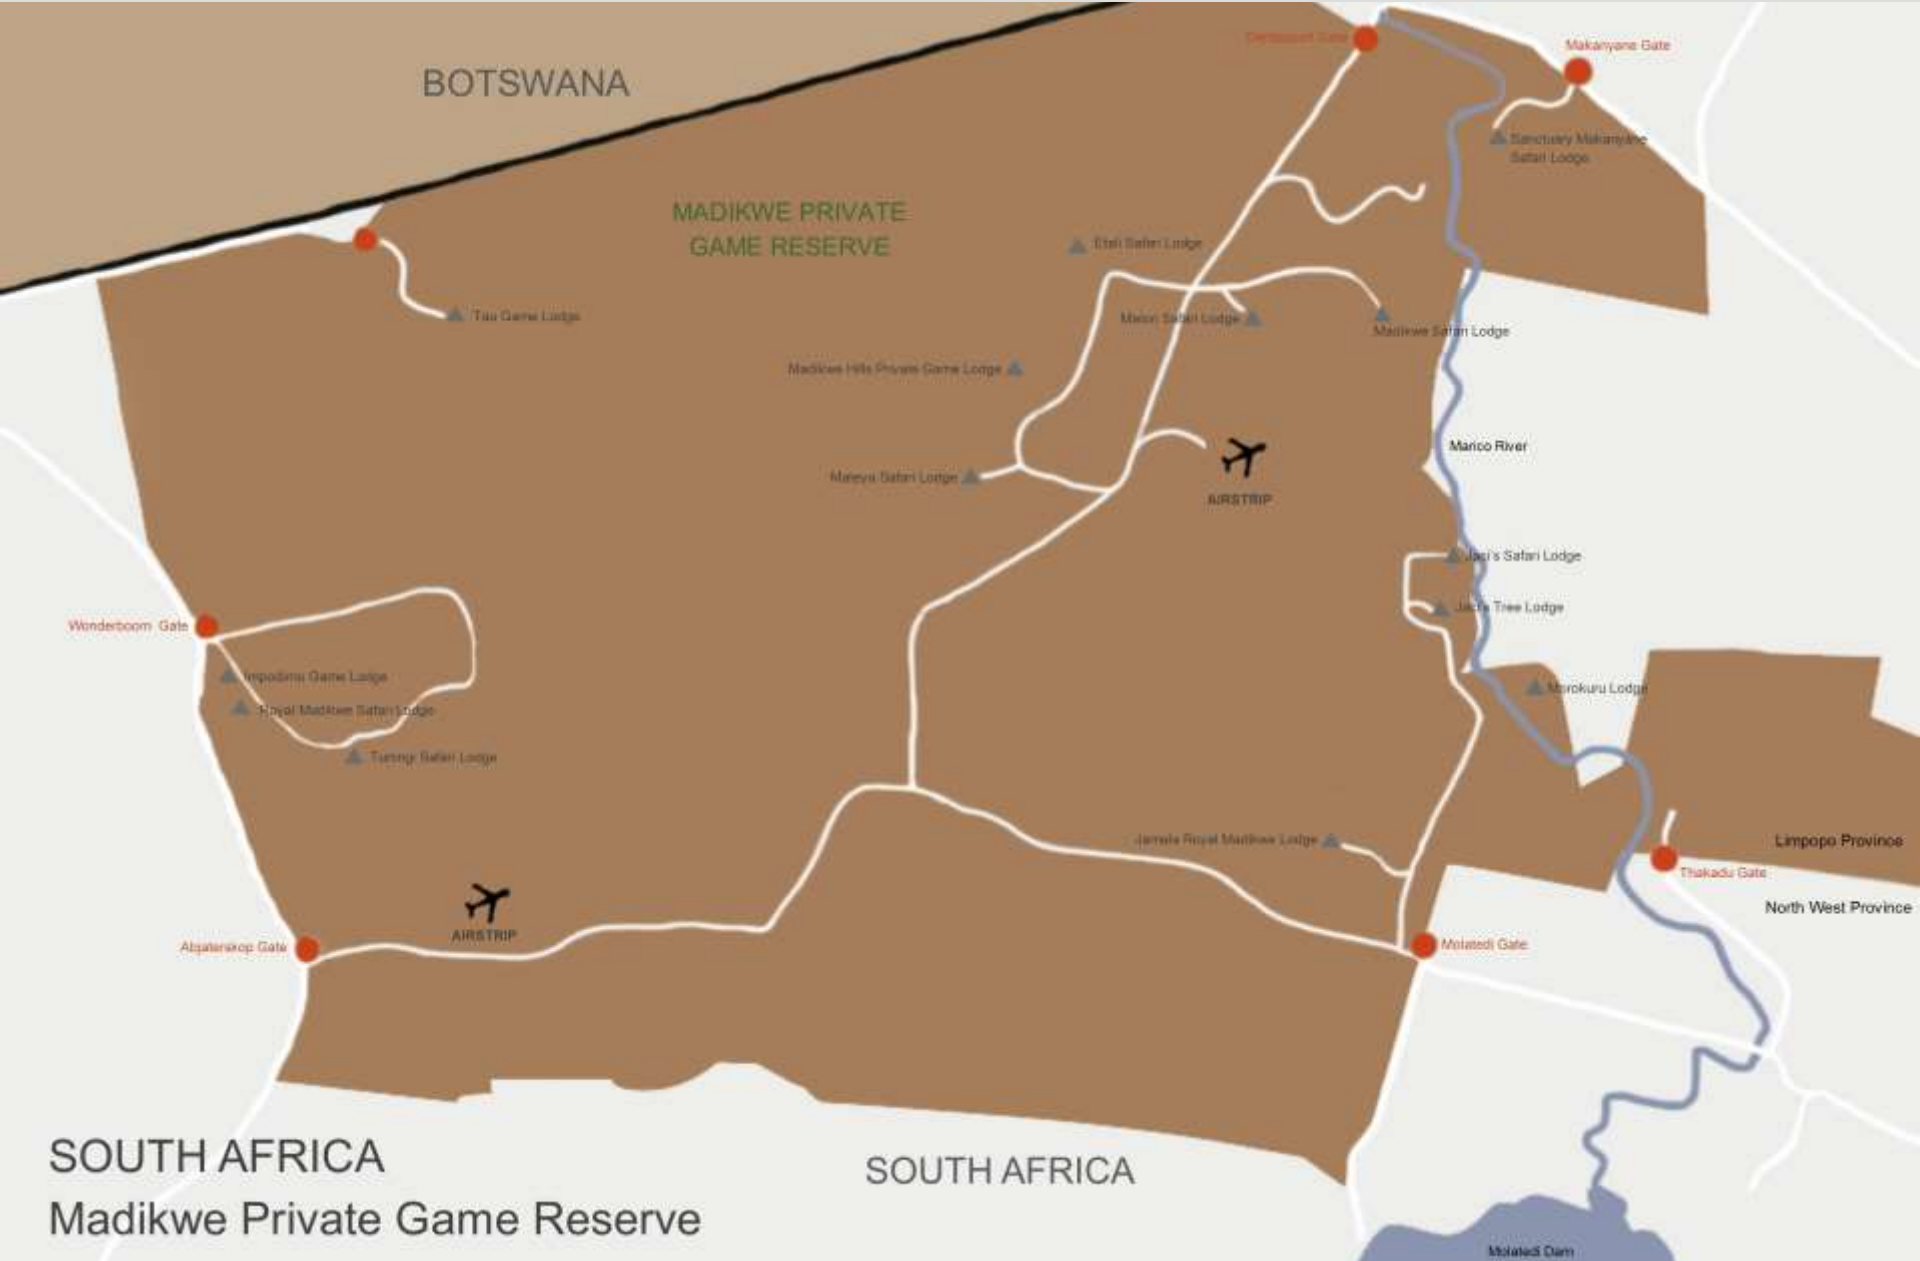 BOTSWANA
Makanyane Gate
Sanctuary Makanyane
Safari Lodge
MADIKWE PRIVATE
GAME RESERVE
Etali Safari Lodge
Tau Game Lodge
Mateya Safari Lodge
Madikwe Safari Lodge
Madikwe Hills Private Game Lodge
Marico River
AIRSTRIP
Jaci's Safari Lodge
Jaci's Tree Lodge
Wonderboom Gate
Impodimo Game Lodge
Royal Madikwe Safari Lodge
Morokuru Lodge
Tuningi Safari Lodge
Jamala Royal Madikwe Lodge
Limpopo Province
Thakadu Gate
North West Province
AIRSTRIP
Abjaterskop Gate
Molatedi Gate
SOUTH AFRICA
SOUTH AFRICA
Madikwe Private Game Reserve
Molatedi Dam